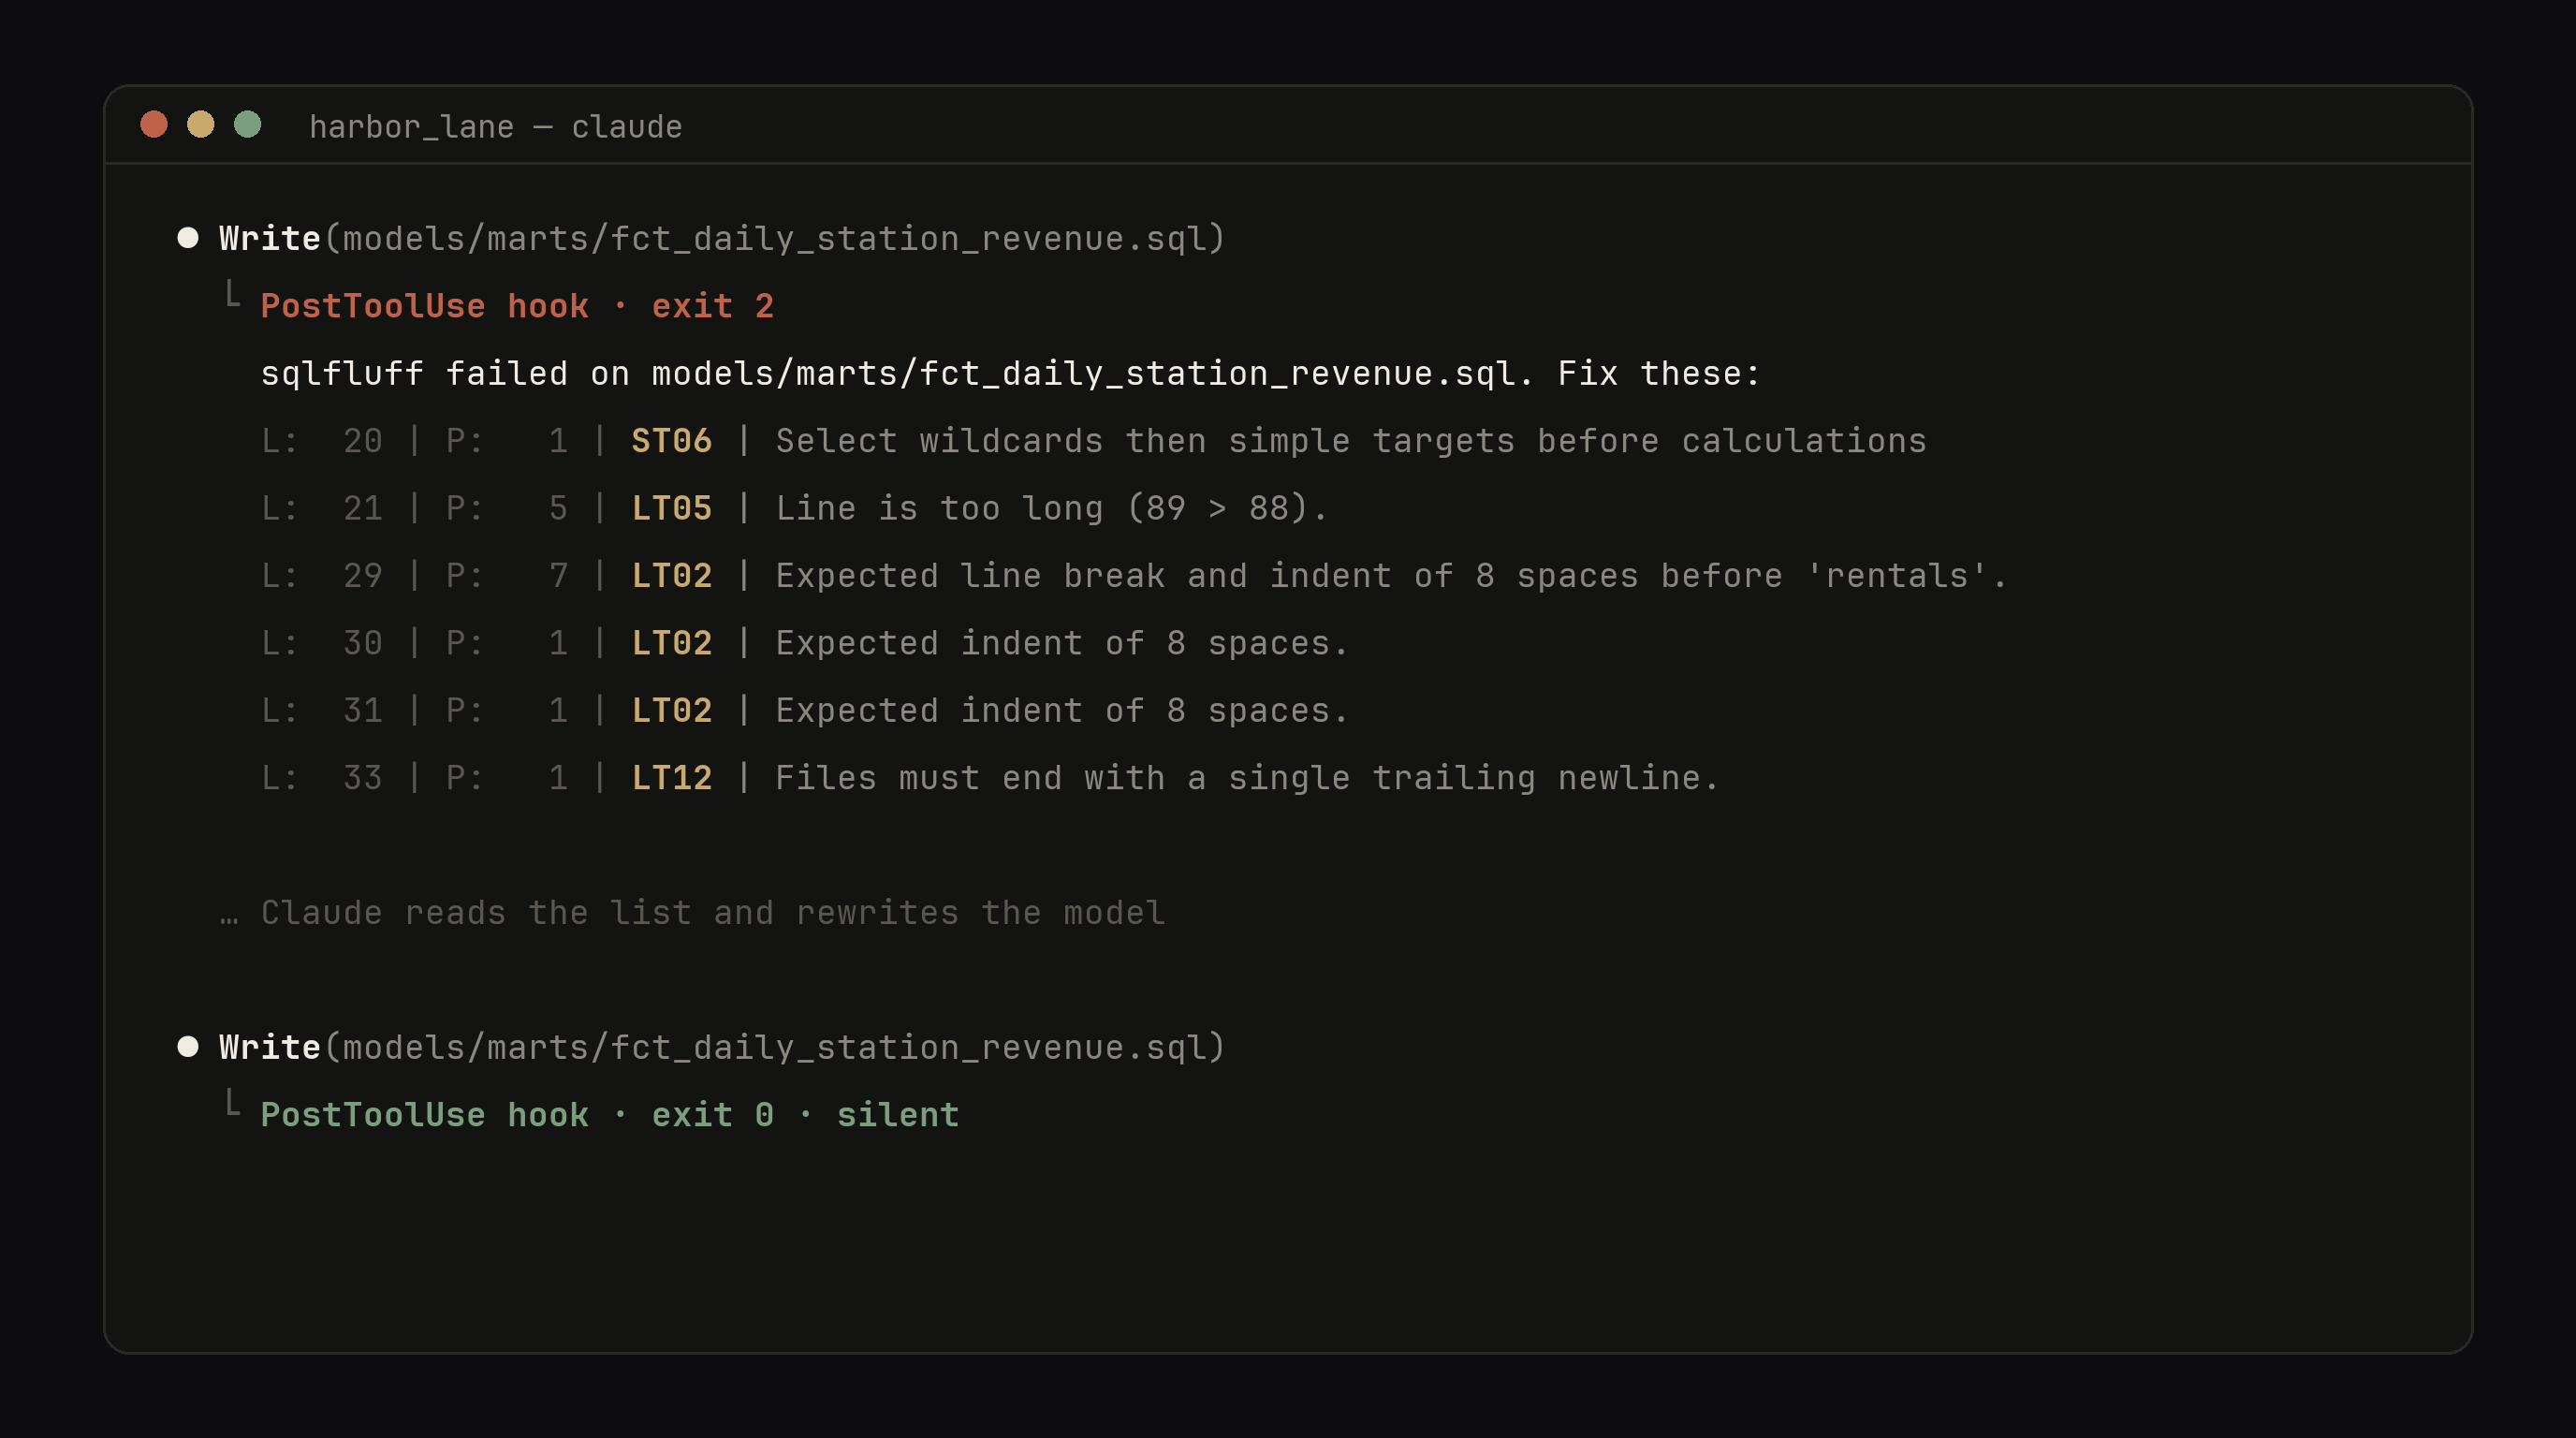 harbor_lane — claude
● Write(models/marts/fct_daily_station_revenue.sql)
└ PostToolUse hook · exit 2
sqlfluff failed on models/marts/fct_daily_station_revenue.sql. Fix these:
L:  20 | P:   1 | ST06 | Select wildcards then simple targets before calculations
L:  21 | P:   5 | LT05 | Line is too long (89 > 88).
L:  29 | P:   7 | LT02 | Expected line break and indent of 8 spaces before 'rentals'.
L:  30 | P:   1 | LT02 | Expected indent of 8 spaces.
L:  31 | P:   1 | LT02 | Expected indent of 8 spaces.
L:  33 | P:   1 | LT12 | Files must end with a single trailing newline.
… Claude reads the list and rewrites the model
● Write(models/marts/fct_daily_station_revenue.sql)
└ PostToolUse hook · exit 0 · silent